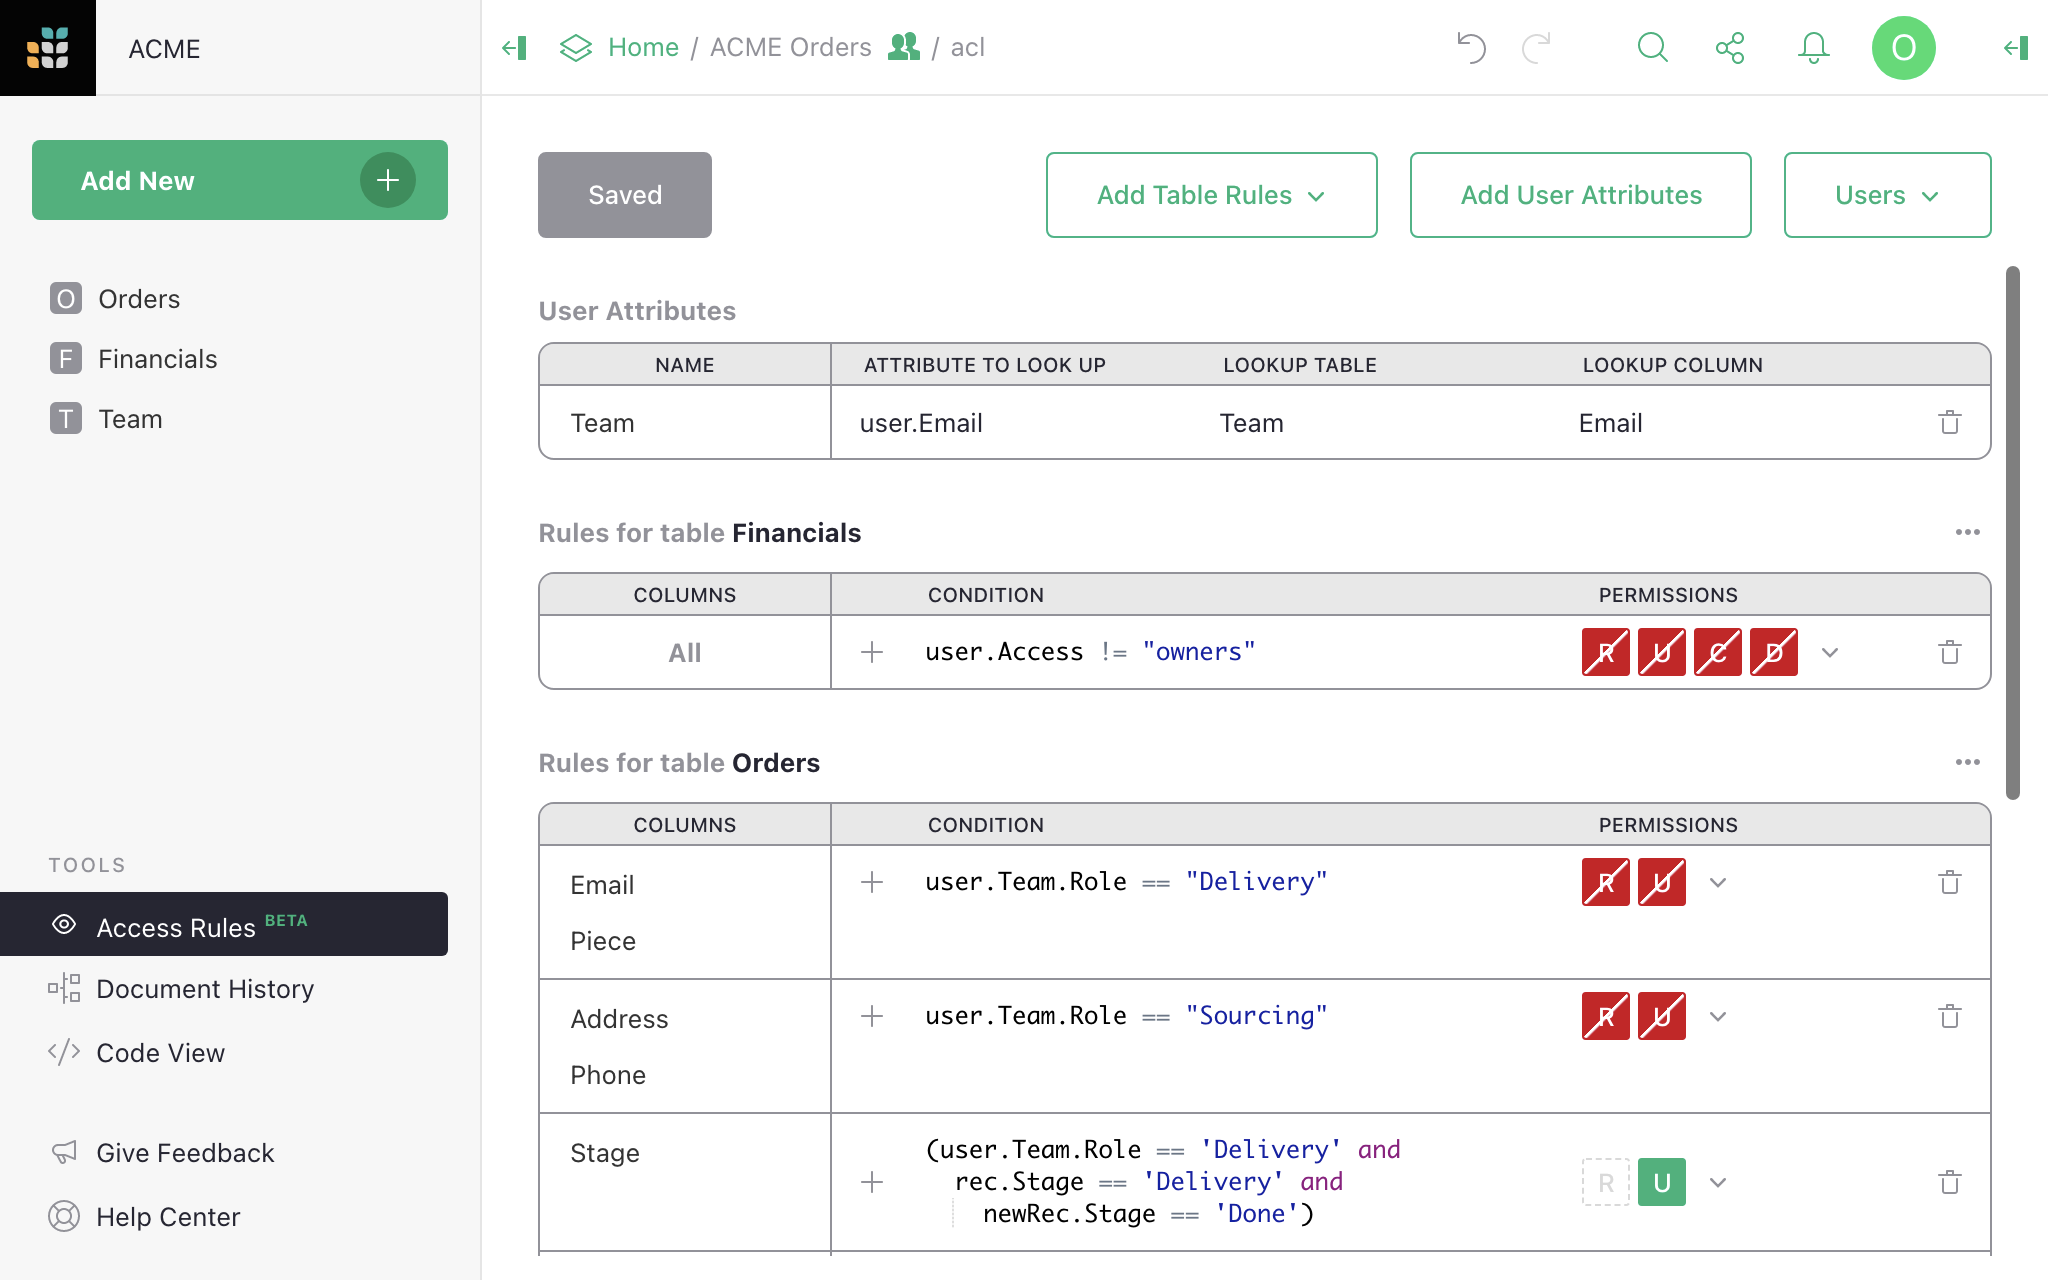 ACME
Home / ACME Orders / acl
O
Add New
O Orders
F Financials
T Team
TOOLS
Access Rules BETA
Document History
Code View
Give Feedback
Help Center
Saved
Add Table Rules
Add User Attributes
Users
User Attributes
NAME ATTRIBUTE TO LOOK UP LOOKUP TABLE LOOKUP COLUMN
Team user.Email Team Email
Rules for table Financials
COLUMNS CONDITION PERMISSIONS
All user.Access != "owners" R U C D
Rules for table Orders
COLUMNS CONDITION PERMISSIONS
Email user.Team.Role == "Delivery" R U
Piece
Address user.Team.Role == "Sourcing" R U
Phone
Stage (user.Team.Role == 'Delivery' and
rec.Stage == 'Delivery' and R U
newRec.Stage == 'Done')